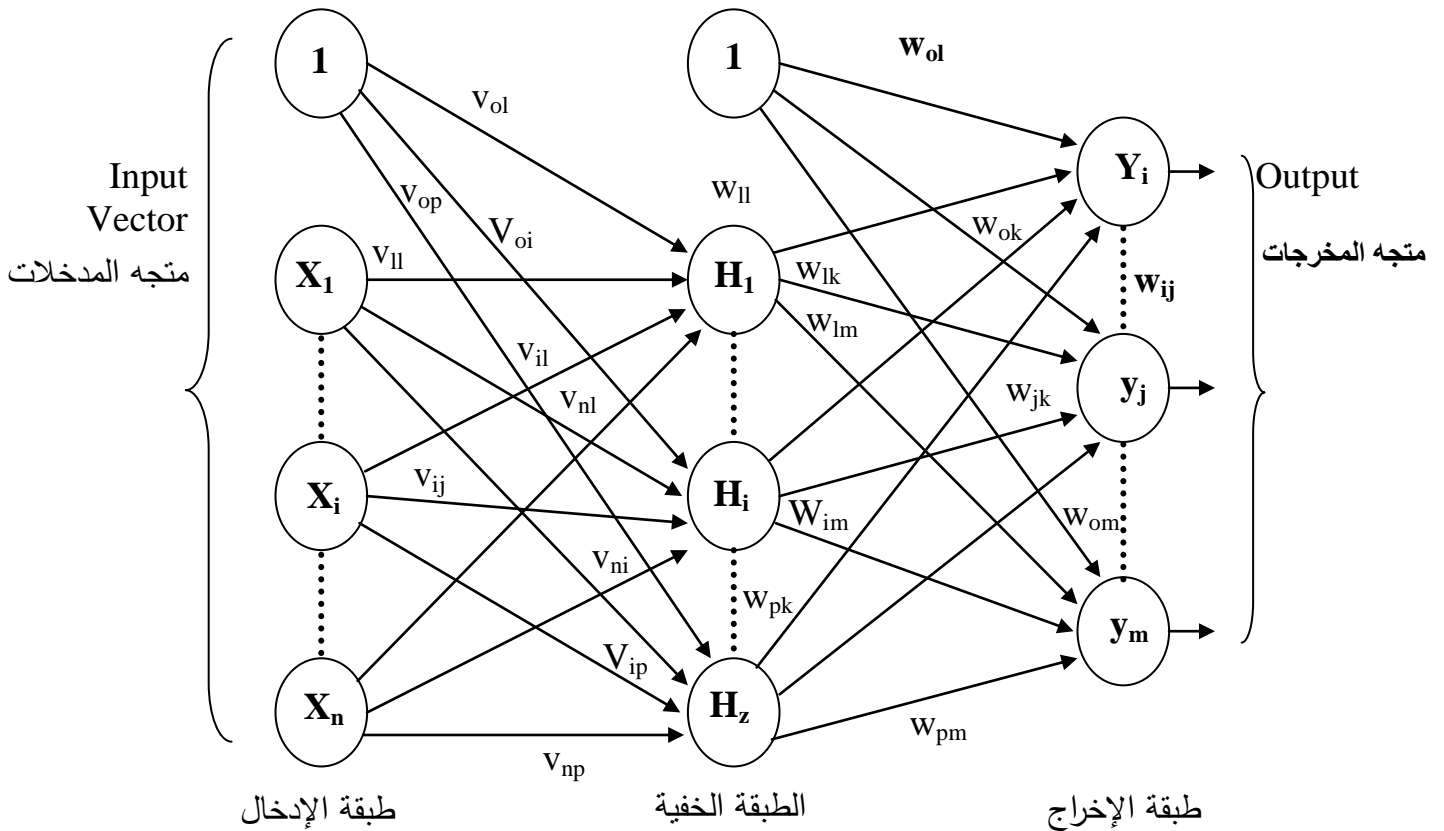 1
1
w_ol
v_ol
Input
Vector
متجه المدخلات
v_op
V_oi
w_ll
Y_i
Output
متجه المخرجات
w_ok
v_ll
X_1
H_1
w_lk
w_ij
w_lm
v_il
v_nl
w_jk
y_j
v_ij
X_i
H_i
W_im
w_om
v_ni
w_pk
y_m
V_ip
X_n
H_z
w_pm
v_np
طبقة الإدخال
الطبقة الخفية
طبقة الإخراج